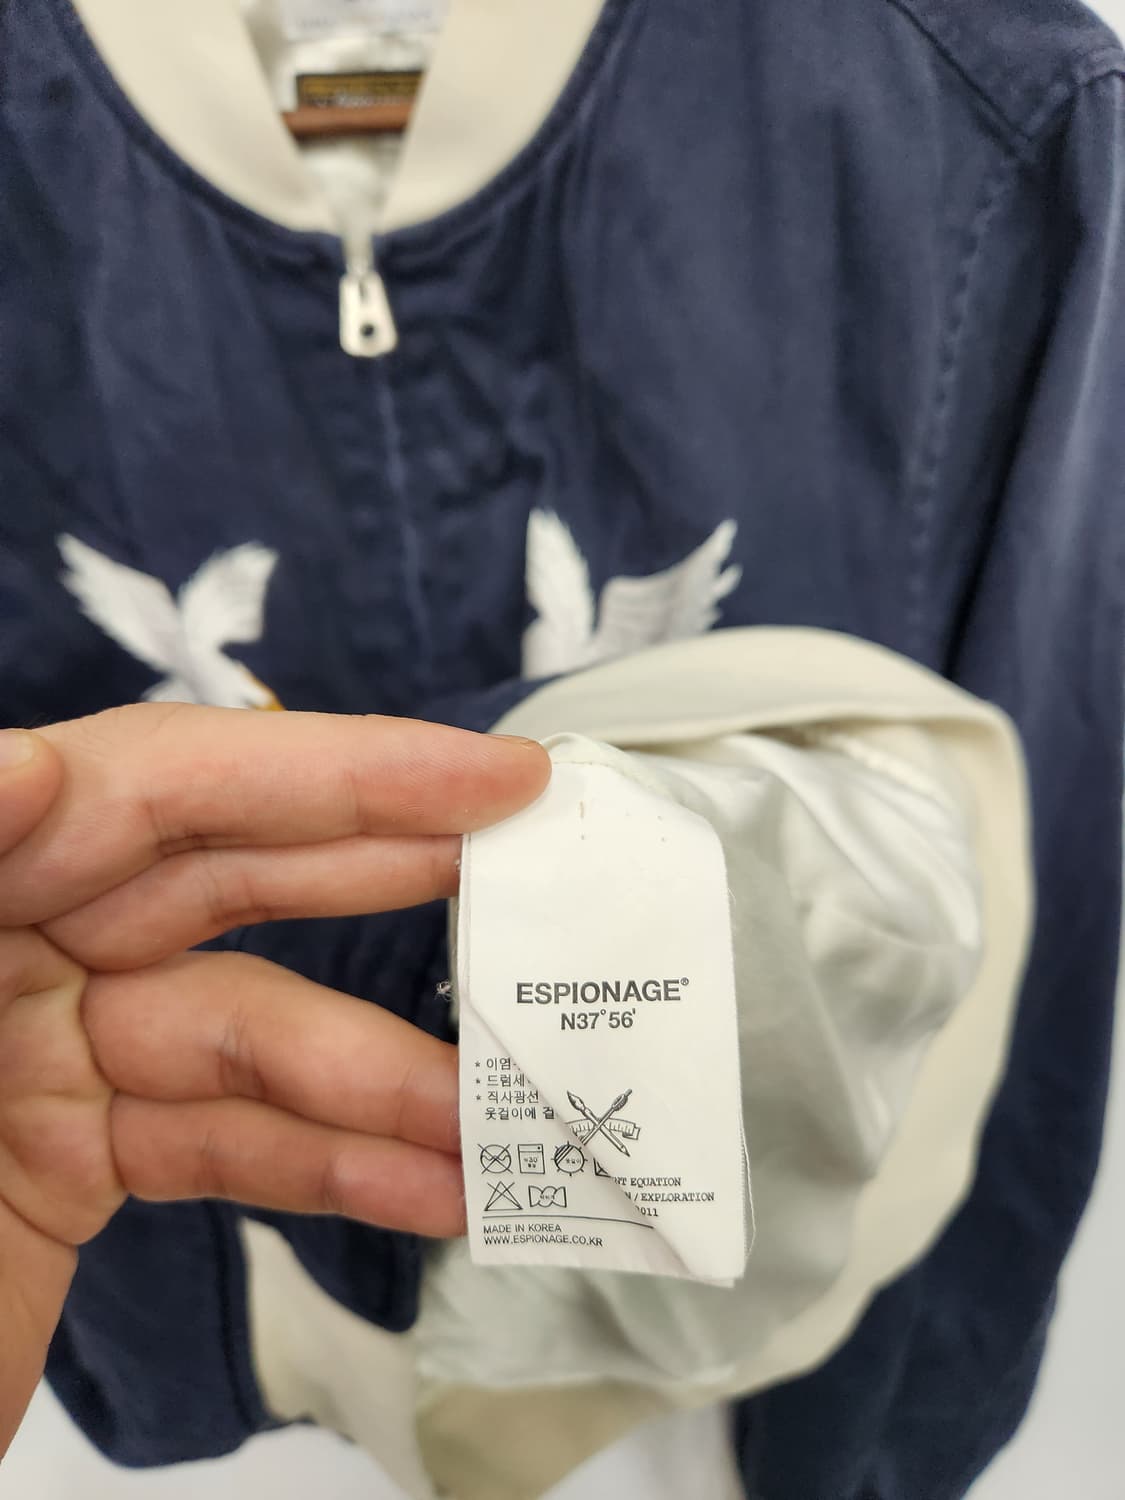 ESPIONAGE®
N37°56'
* 이염
* 드럼세
* 직사광선
옷걸이에 걸
NT EQUATION
N / EXPLORATION
2011
MADE IN KOREA
WWW.ESPIONAGE.CO.KR